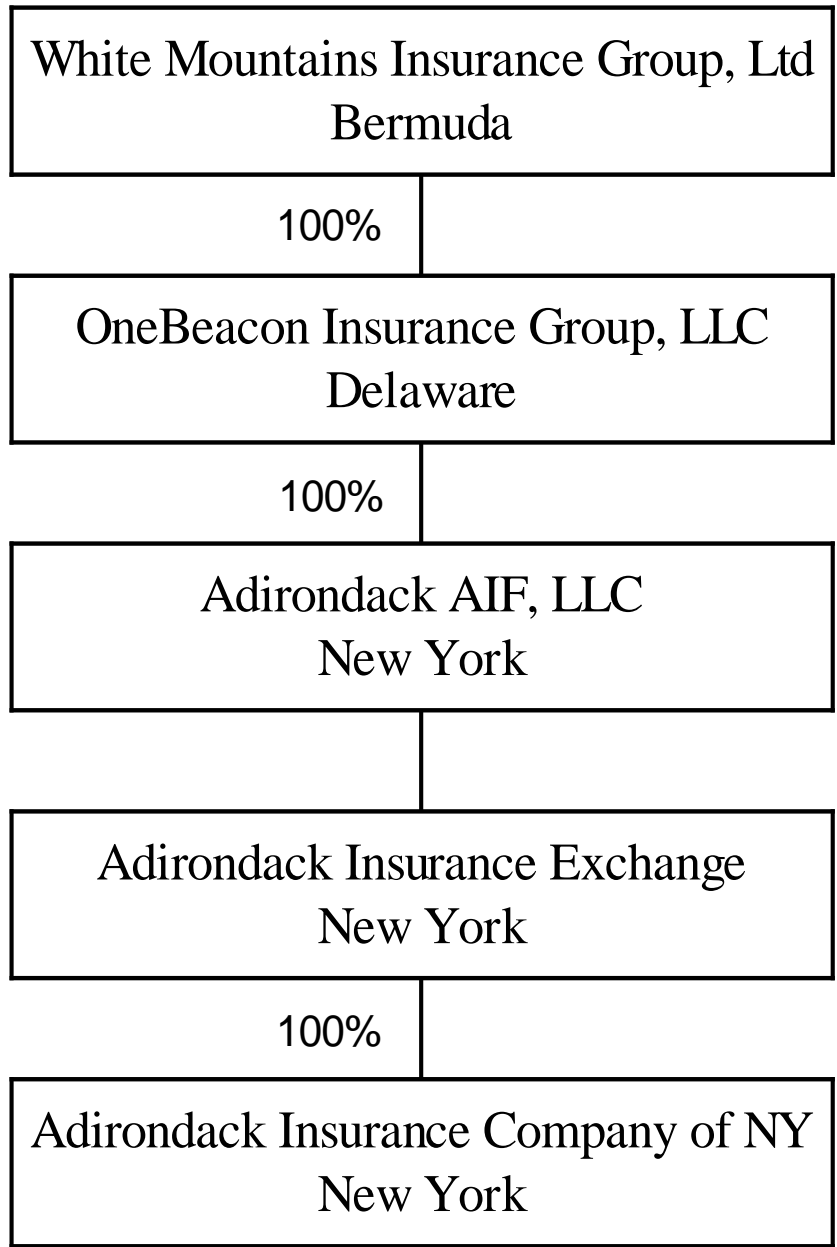 White Mountains Insurance Group, Ltd
Bermuda
100%
OneBeacon Insurance Group, LLC
Delaware
100%
Adirondack AIF, LLC
New York
Adirondack Insurance Exchange
New York
100%
Adirondack Insurance Company of NY
New York